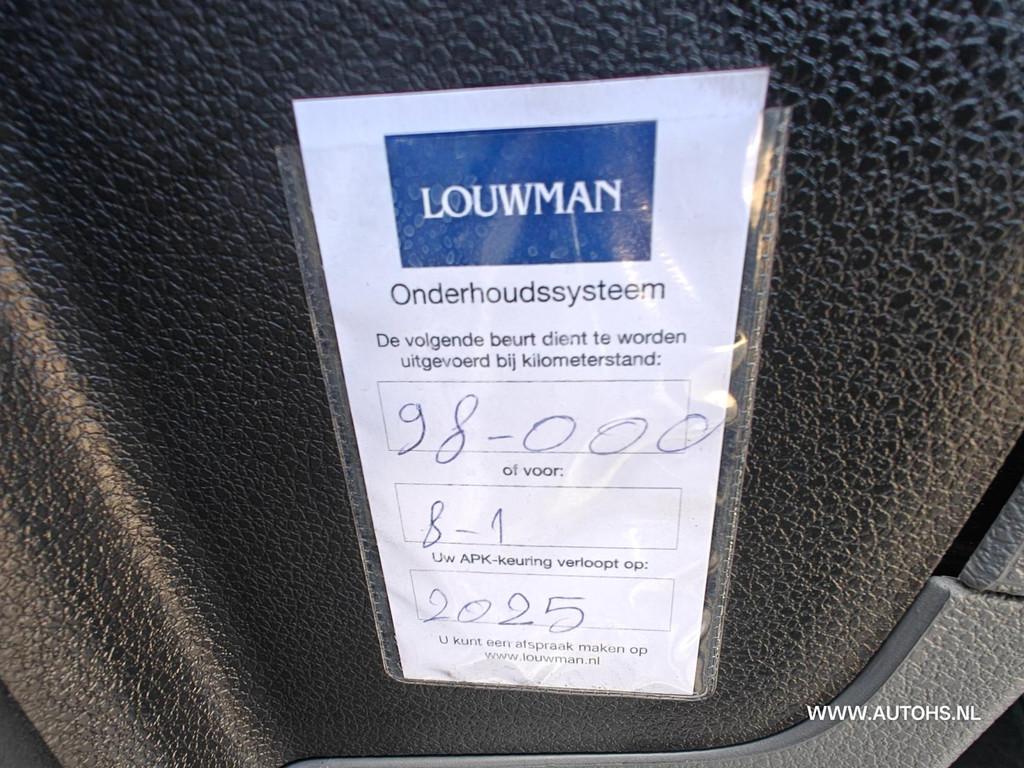 LOUWMAN
Onderhoudssysteem
De volgende beurt dient te worden
uitgevoerd bij kilometerstand:
98-000
of voor:
8-1
Uw APK-keuring verloopt op:
2025
U kunt een afspraak maken op
www.louwman.nl
WWW.AUTOHS.NL